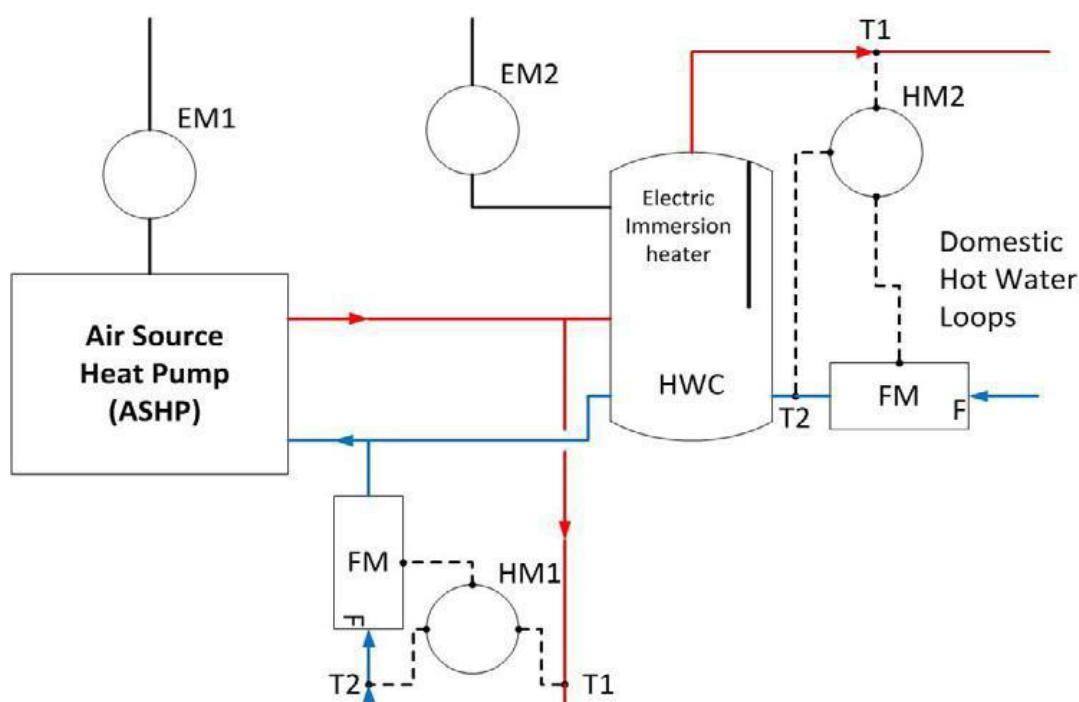 T1
EM2
HM2
EM1
Electric
Immersion
heater
Domestic
Hot Water
Loops
Air Source
Heat Pump
(ASHP)
HWC
FM
F
T2
FM
HM1
F
T2
T1